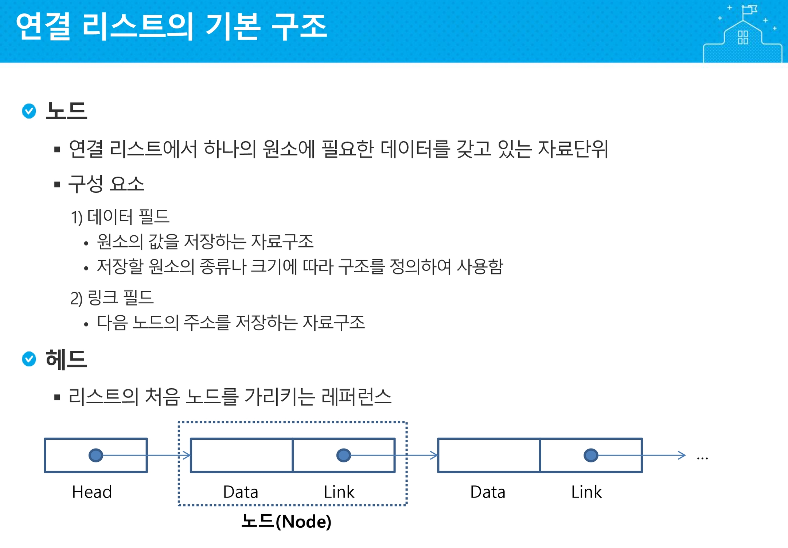 연결 리스트의 기본 구조
노드
▪ 연결 리스트에서 하나의 원소에 필요한 데이터를 갖고 있는 자료단위
▪ 구성 요소
1) 데이터 필드
• 원소의 값을 저장하는 자료구조
• 저장할 원소의 종류나 크기에 따라 구조를 정의하여 사용함
2) 링크 필드
• 다음 노드의 주소를 저장하는 자료구조
헤드
▪ 리스트의 처음 노드를 가리키는 레퍼런스
...
Head Data Link Data Link
노드(Node)